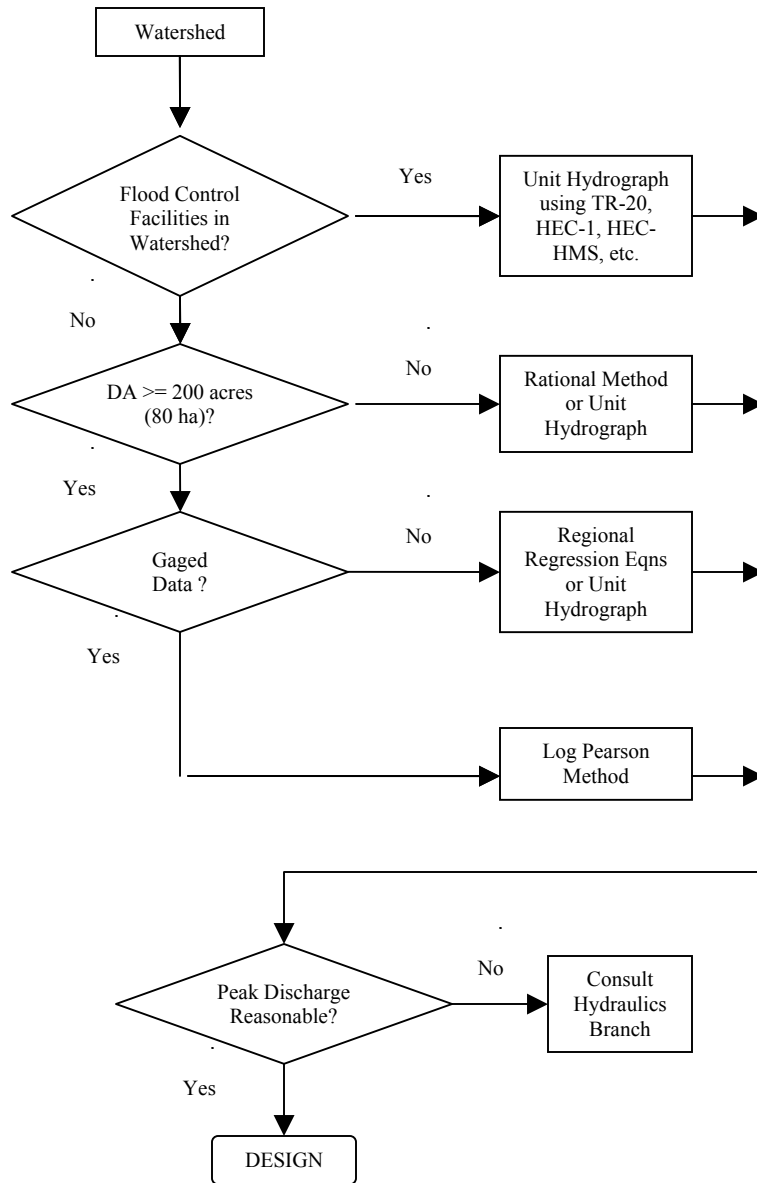 Watershed
Flood Control
Facilities in
Watershed?
Yes
Unit Hydrograph
using TR-20,
HEC-1, HEC-
HMS, etc.
No
DA >= 200 acres
(80 ha)?
No
Rational Method
or Unit
Hydrograph
Yes
Gaged
Data ?
No
Regional
Regression Eqns
or Unit
Hydrograph
Yes
Log Pearson
Method
Peak Discharge
Reasonable?
No
Consult
Hydraulics
Branch
Yes
DESIGN